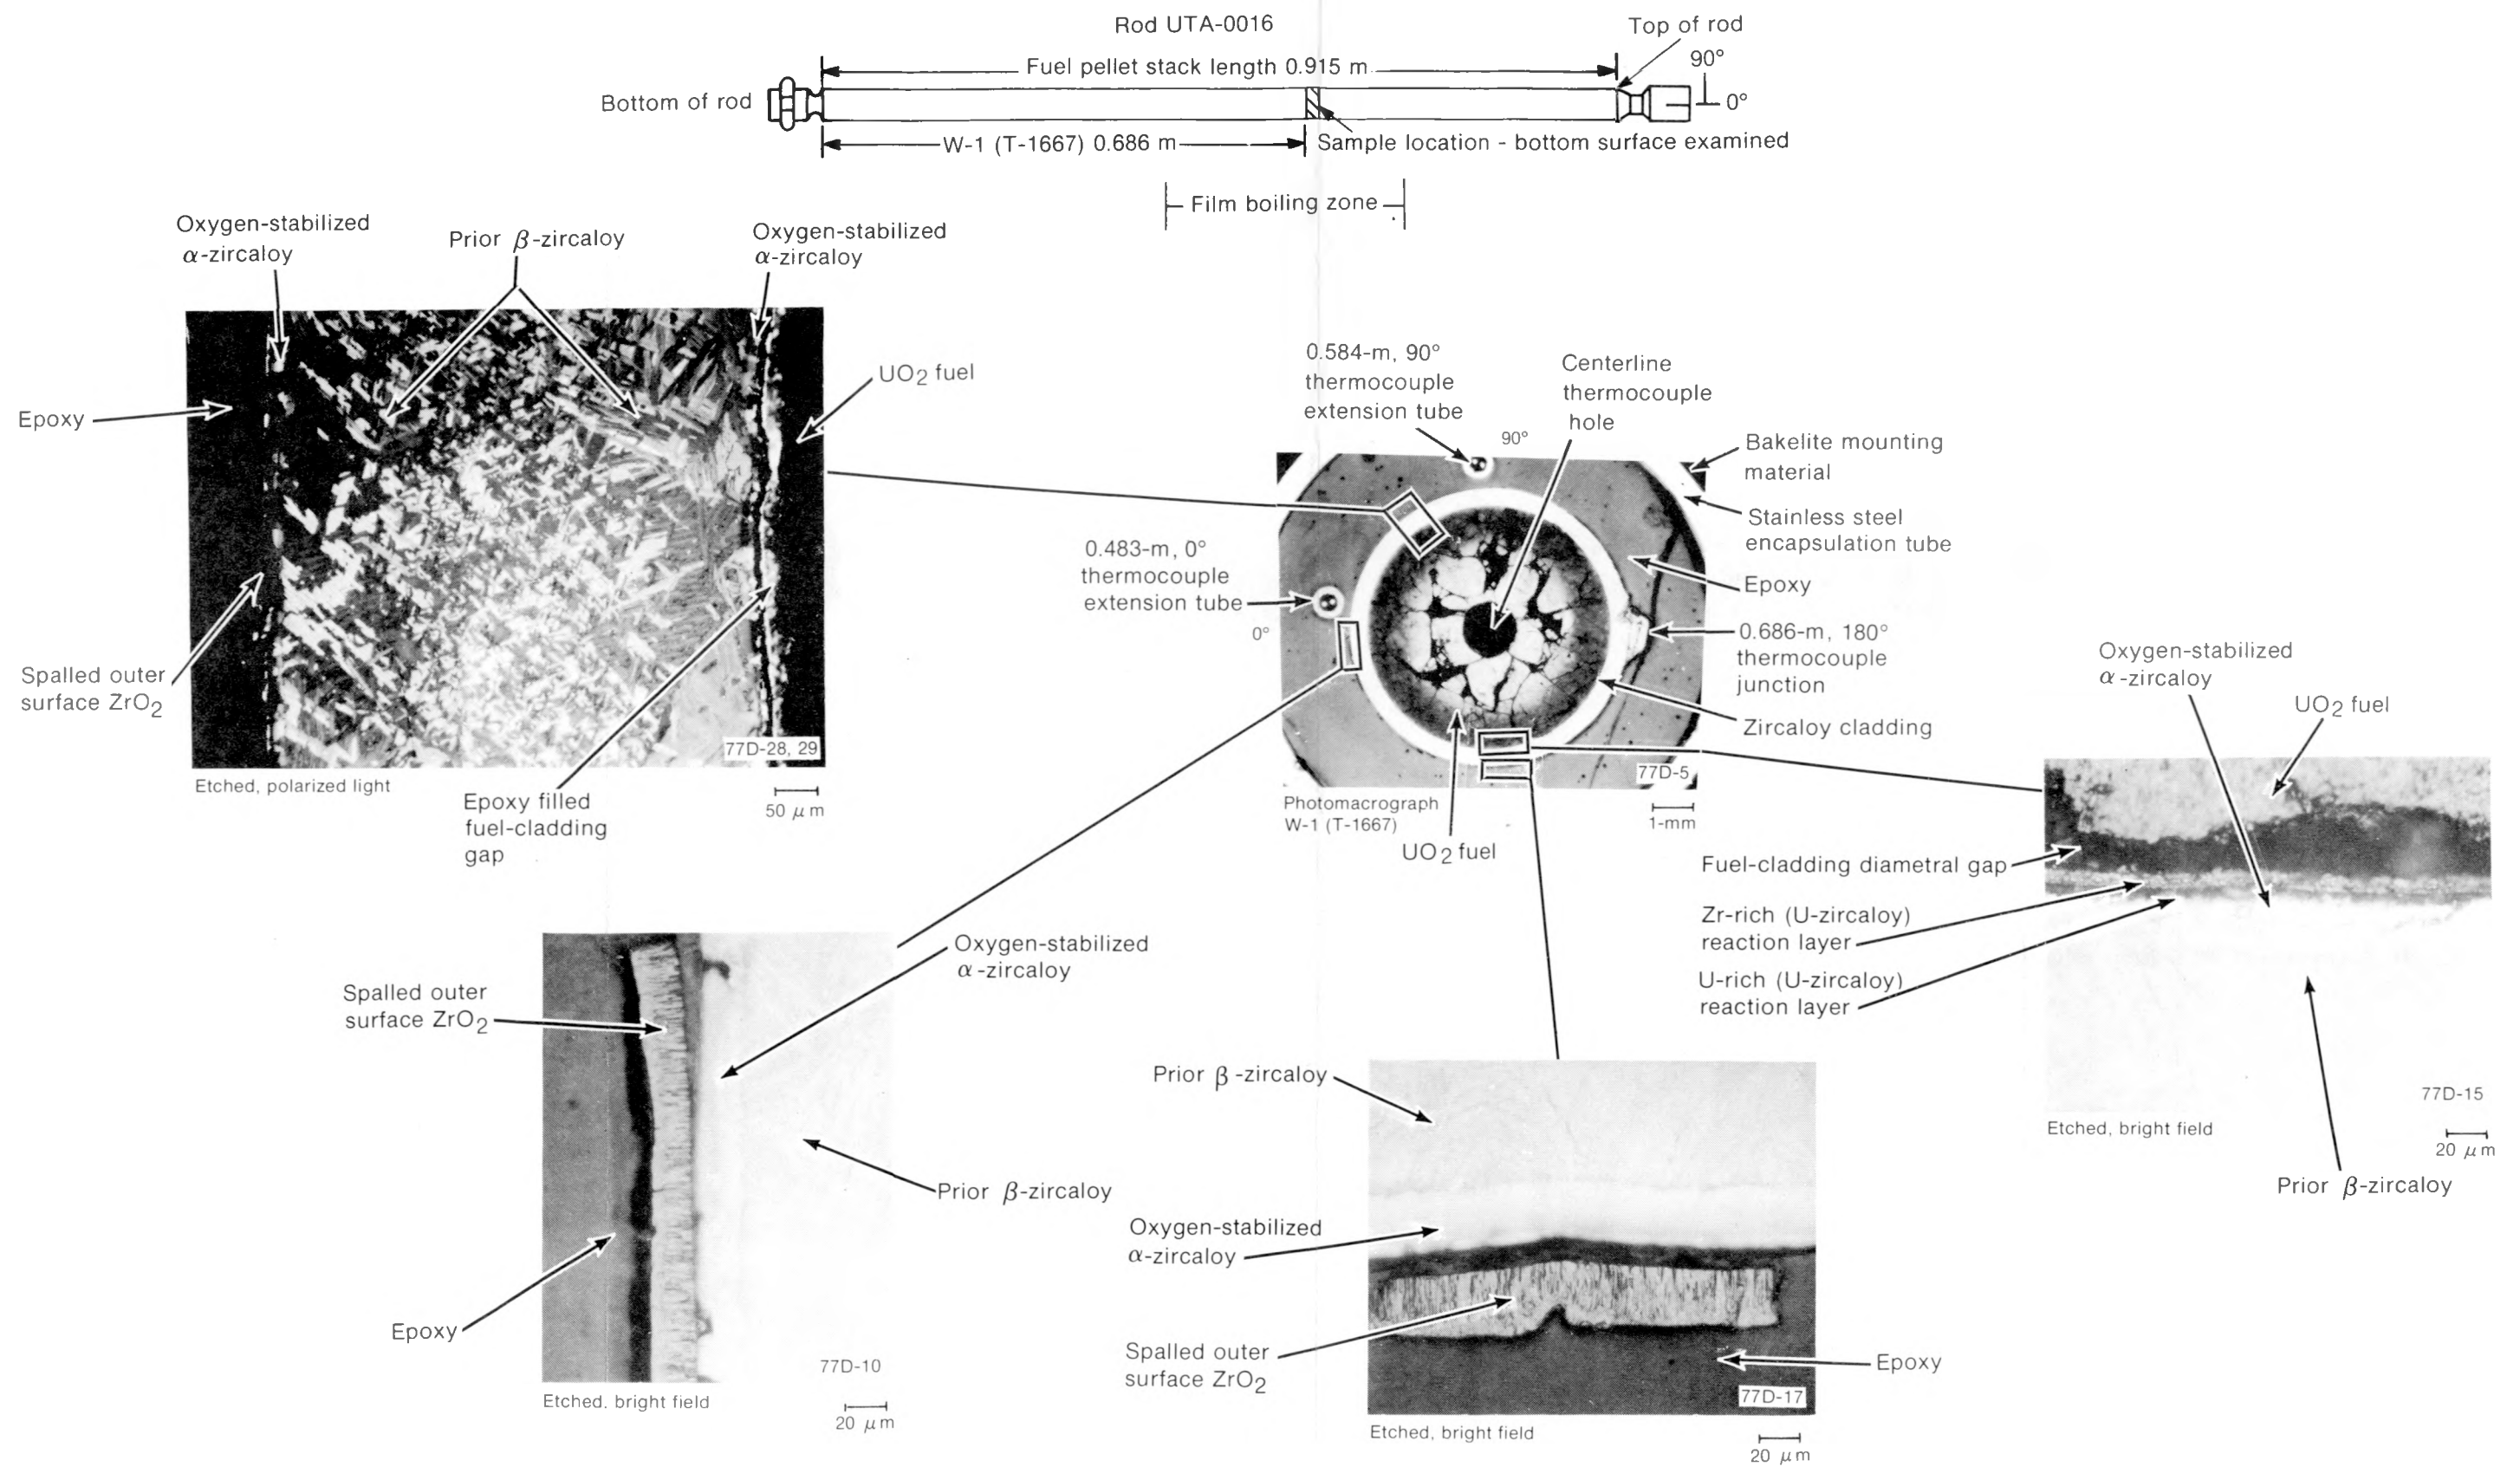 Rod UTA-0016
Top of rod
Fuel pellet stack length 0.915 m
90°
Bottom of rod
0°
W-1 (T-1667) 0.686 m
Sample location - bottom surface examined
Film boiling zone
Oxygen-stabilized
α-zircaloy
Prior β-zircaloy
Oxygen-stabilized
α-zircaloy
UO2 fuel
Epoxy
Spalled outer
surface ZrO2
77D-28, 29
Etched, polarized light
50 μm
Epoxy filled
fuel-cladding
gap
0.584-m, 90°
thermocouple
extension tube
Centerline
thermocouple
hole
90°
Bakelite mounting
material
Stainless steel
encapsulation tube
0.483-m, 0°
thermocouple
extension tube
0°
Epoxy
0.686-m, 180°
thermocouple
junction
Zircaloy cladding
77D-5
Photomacrograph
W-1 (T-1667)
1-mm
UO2 fuel
Oxygen-stabilized
α-zircaloy
UO2 fuel
Fuel-cladding diametral gap
Zr-rich (U-zircaloy)
reaction layer
U-rich (U-zircaloy)
reaction layer
77D-15
Etched, bright field
20 μm
Prior β-zircaloy
Oxygen-stabilized
α-zircaloy
Spalled outer
surface ZrO2
Prior β-zircaloy
Epoxy
77D-10
Etched. bright field
20 μm
Prior β-zircaloy
Oxygen-stabilized
α-zircaloy
Spalled outer
surface ZrO2
Epoxy
77D-17
Etched, bright field
20 μm